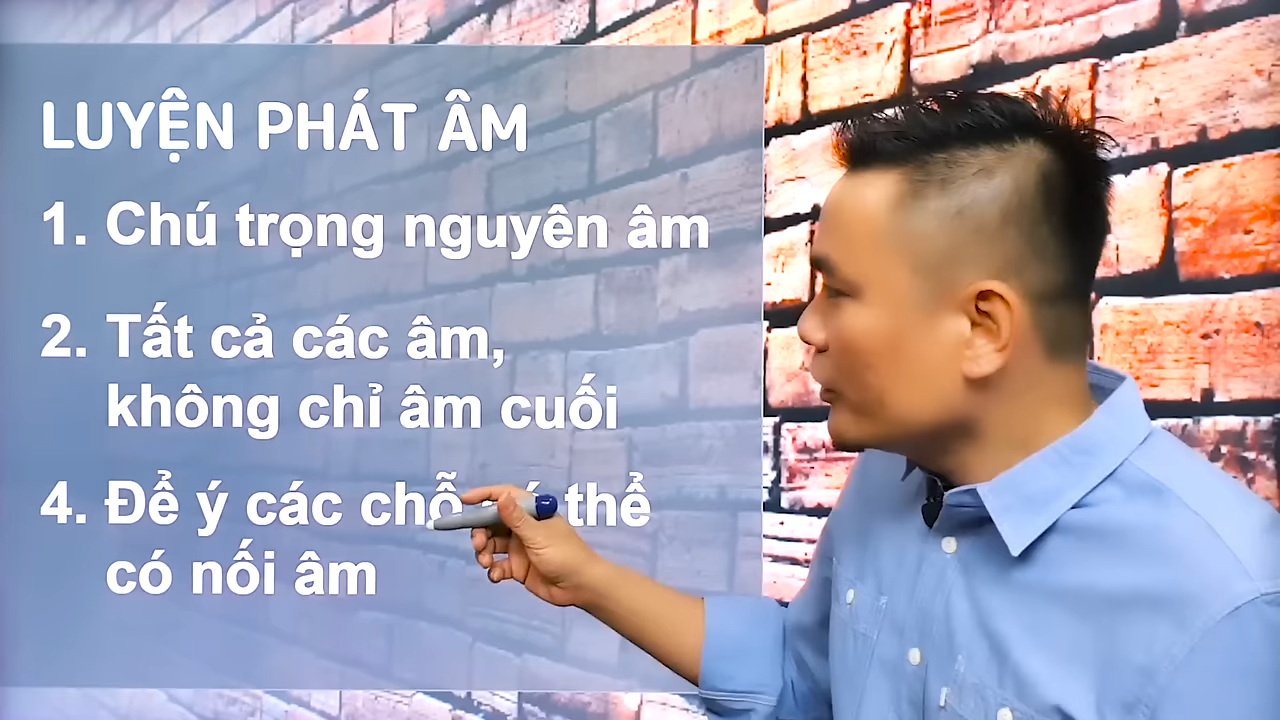 LUYỆN PHÁT ÂM
1. Chú trọng nguyên âm
2. Tất cả các âm,
không chỉ âm cuối
4. Để ý các chỗ thể
có nối âm